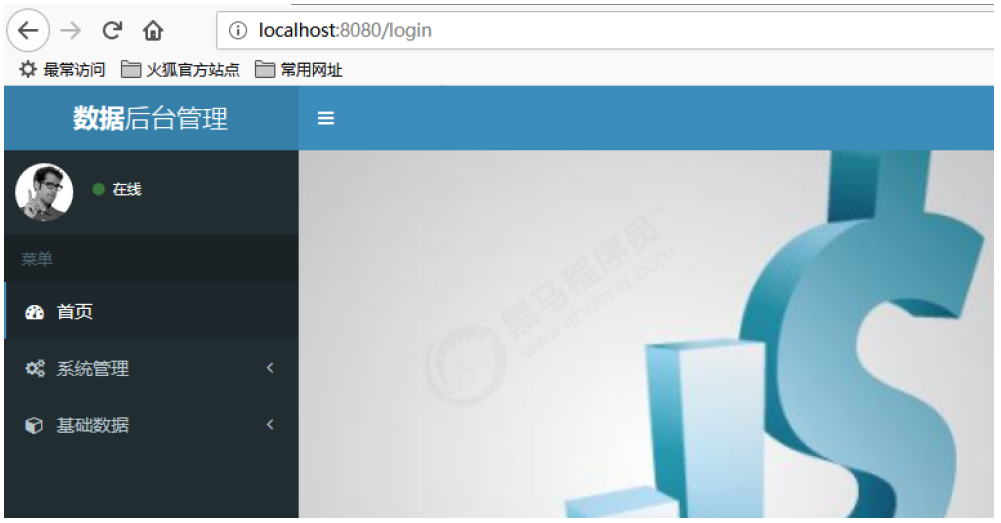 localhost:8080/login
最常访问 火狐官方站点 常用网址
数据后台管理
在线
菜单
首页
系统管理
基础数据
黑马程序员
www.itheima.com